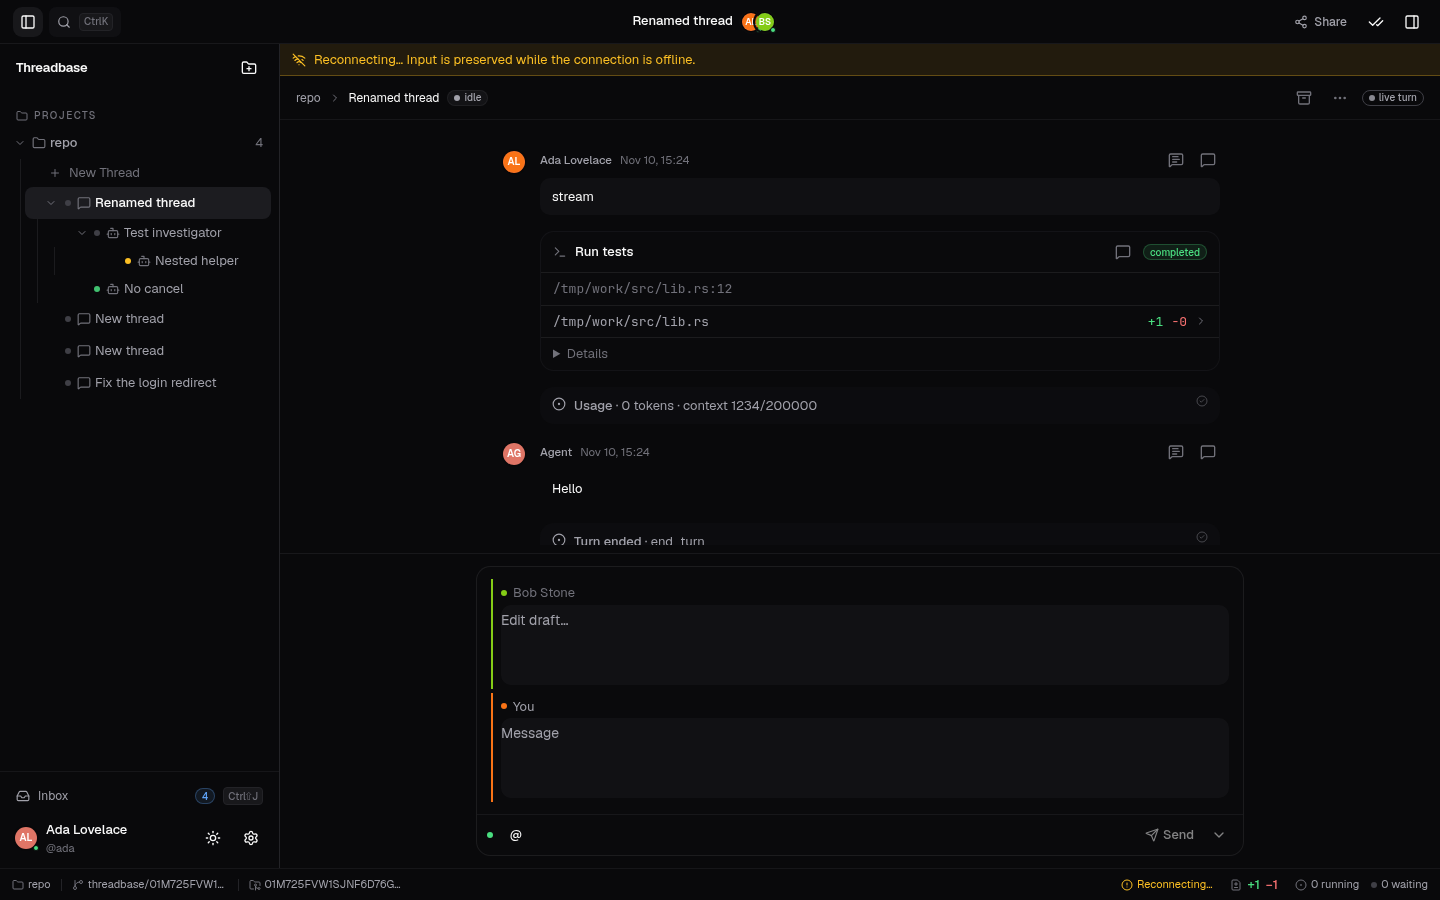 CtrlK
Renamed thread
AL
BS
Share
Threadbase
Reconnecting… Input is preserved while the connection is offline.
repo
Renamed thread
idle
live turn
PROJECTS
repo
4
New Thread
Renamed thread
Test investigator
Nested helper
No cancel
New thread
New thread
Fix the login redirect
AL
Ada Lovelace
Nov 10, 15:24
stream
Run tests
completed
/tmp/work/src/lib.rs:12
/tmp/work/src/lib.rs
+1 -0
Details
Usage · 0 tokens · context 1234/200000
AG
Agent
Nov 10, 15:24
Hello
Turn ended · end_turn
Bob Stone
Edit draft…
You
Message
@
Send
Inbox
4
Ctrl⇧J
AL
Ada Lovelace
@ada
repo
threadbase/01M725FVW1…
01M725FVW1SJNF6D76G…
Reconnecting…
+1 −1
0 running
0 waiting